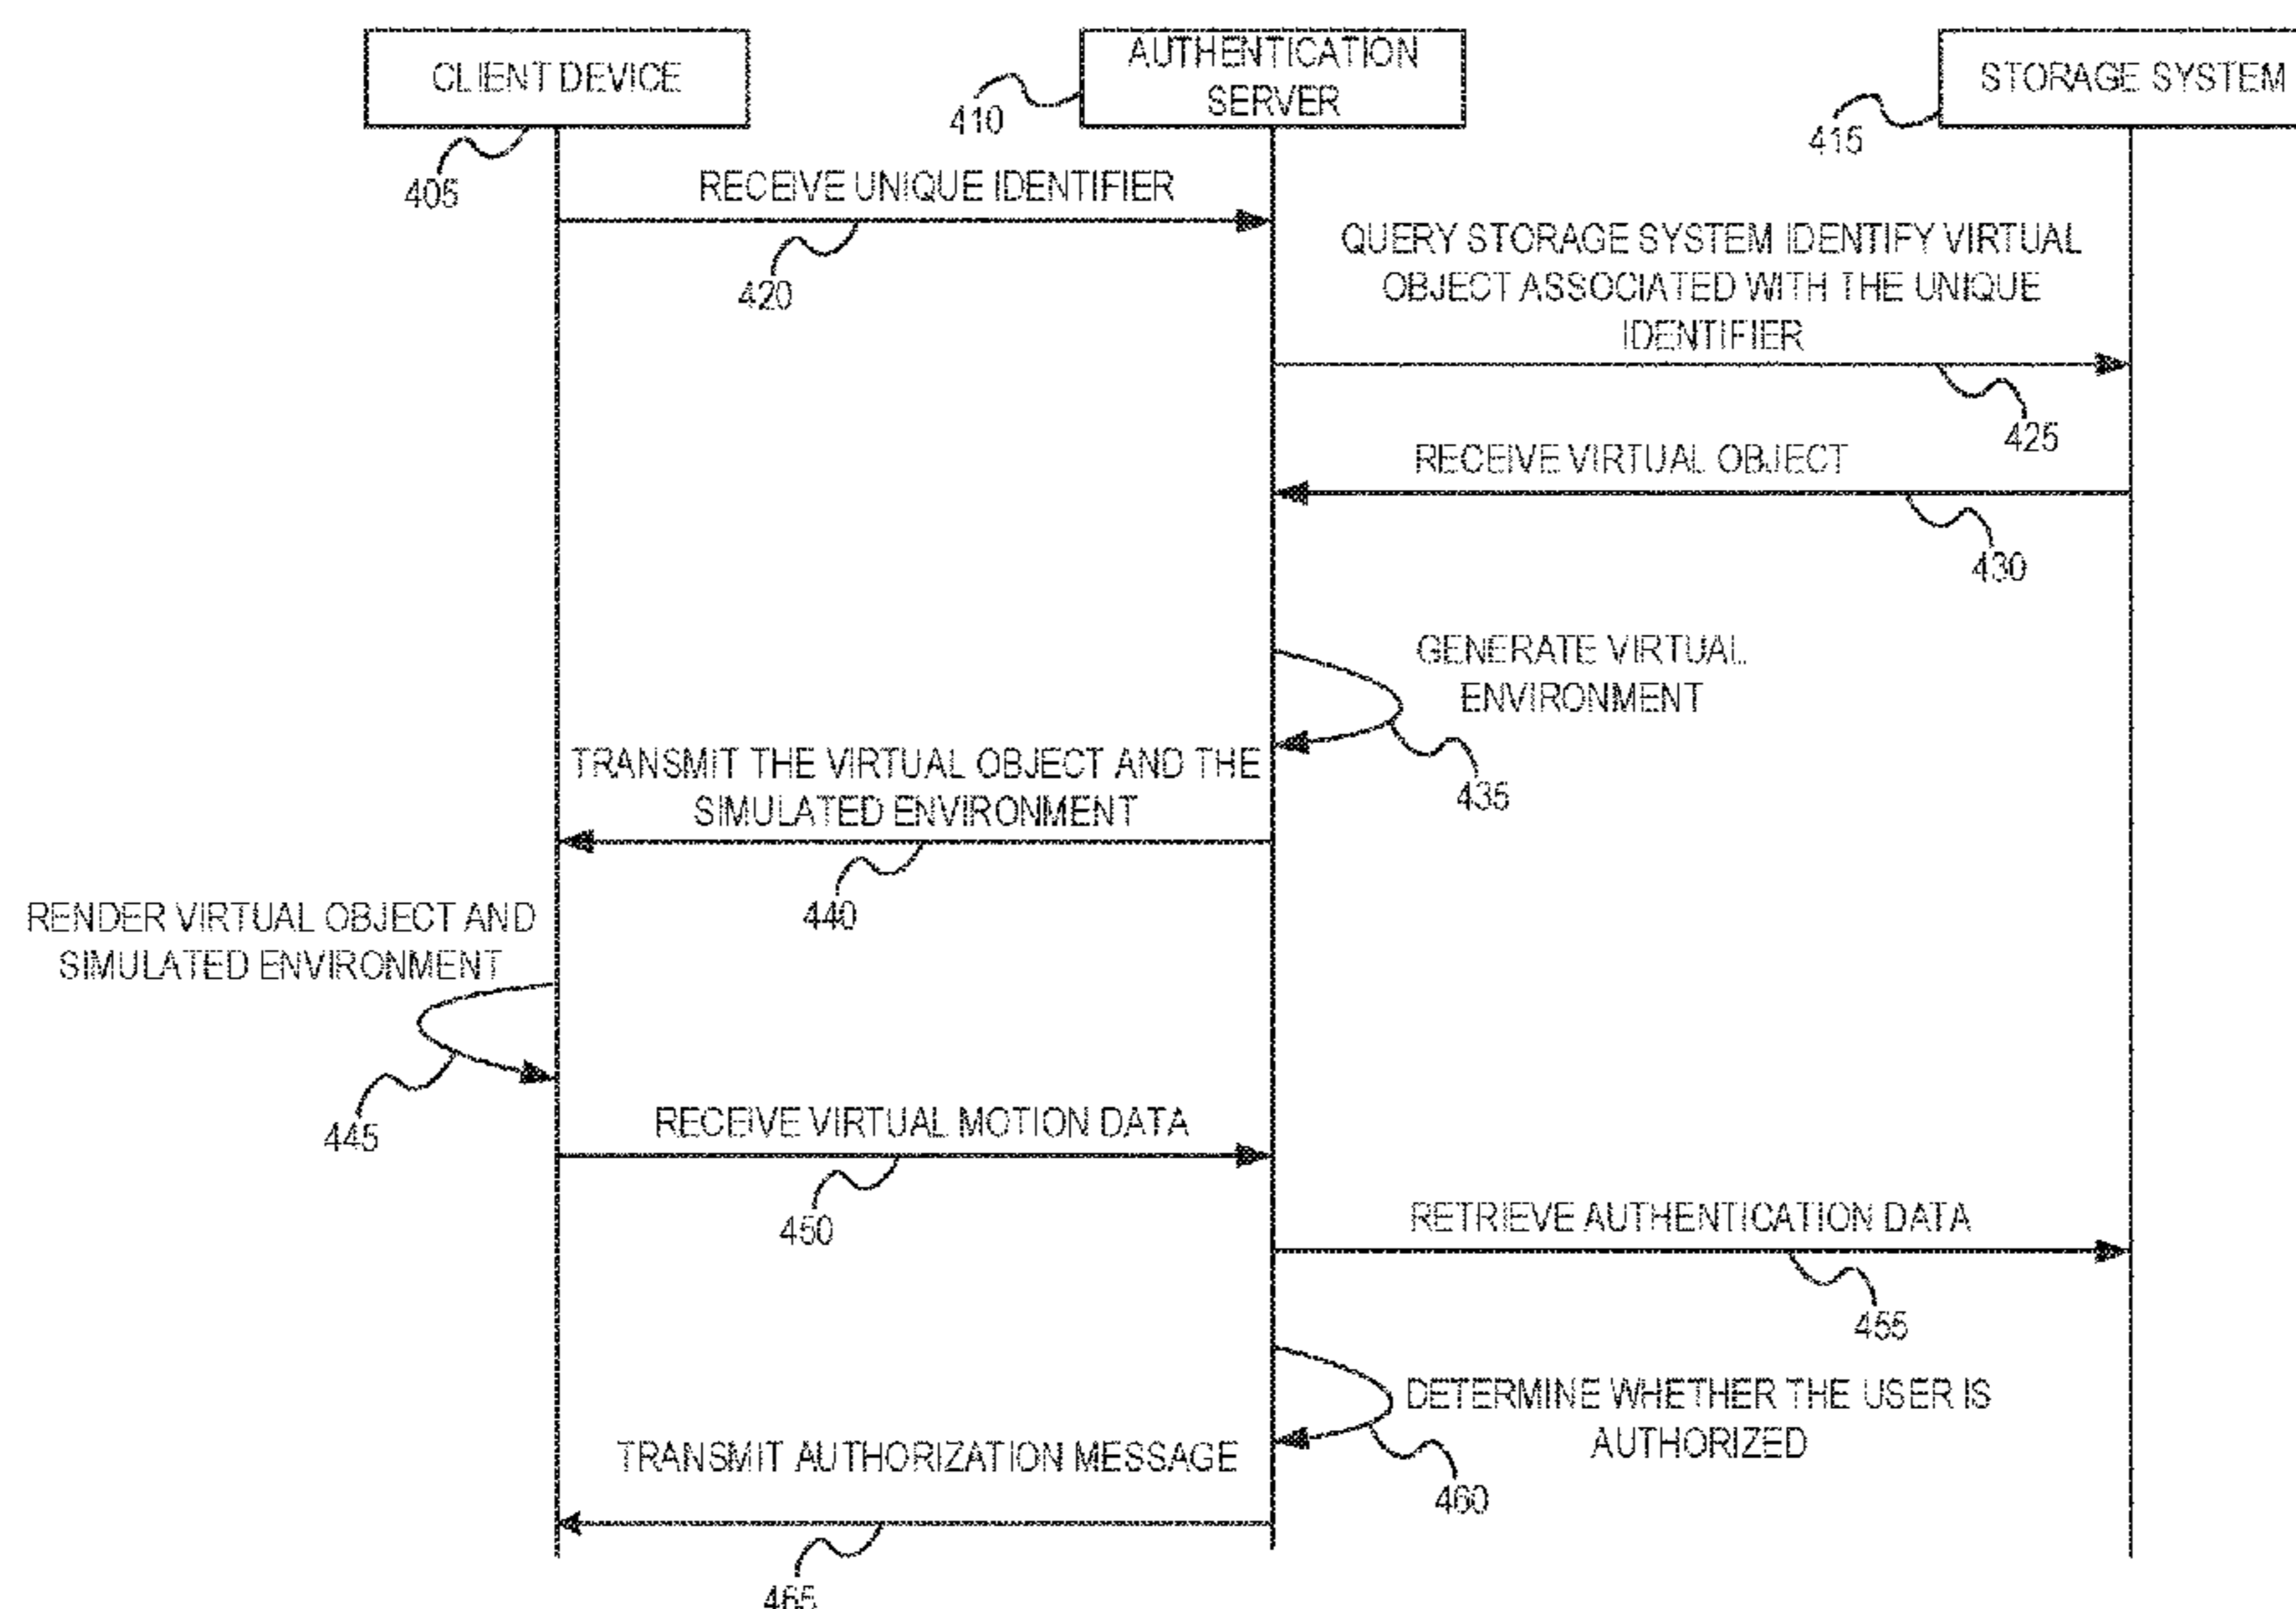 CLIENT DEVICE
AUTHENTICATION
SERVER
STORAGE SYSTEM
405
410
415
RECEIVE UNIQUE IDENTIFIER
420
QUERY STORAGE SYSTEM IDENTIFY VIRTUAL
OBJECT ASSOCIATED WITH THE UNIQUE
IDENTIFIER
425
RECEIVE VIRTUAL OBJECT
430
GENERATE VIRTUAL
ENVIRONMENT
435
TRANSMIT THE VIRTUAL OBJECT AND THE
SIMULATED ENVIRONMENT
440
RENDER VIRTUAL OBJECT AND
SIMULATED ENVIRONMENT
445
RECEIVE VIRTUAL MOTION DATA
450
RETRIEVE AUTHENTICATION DATA
455
DETERMINE WHETHER THE USER IS
AUTHORIZED
460
TRANSMIT AUTHORIZATION MESSAGE
465